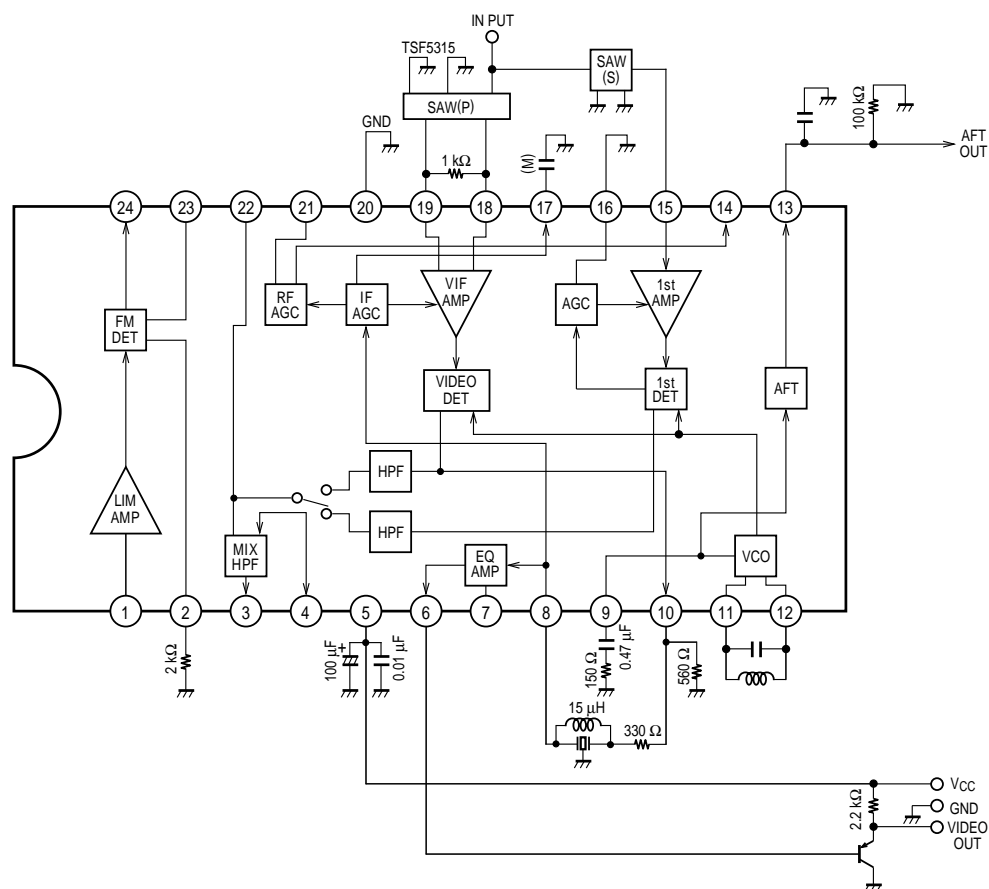 IN PUT
TSF5315
SAW
(S)
SAW(P)
GND
1 kΩ
(M)
100 kΩ
AFT
OUT
24
23
22
21
20
19
18
17
16
15
14
13
RF
AGC
IF
AGC
VIF
AMP
AGC
1st
AMP
FM
DET
VIDEO
DET
1st
DET
AFT
LIM
AMP
HPF
HPF
MIX
HPF
EQ
AMP
VCO
1
2
3
4
5
6
7
8
9
10
11
12
2 kΩ
100 µF
+
0.01 µF
150 Ω
0.47 µF
560 Ω
15 µH
330 Ω
VCC
2.2 kΩ
GND
VIDEO
OUT